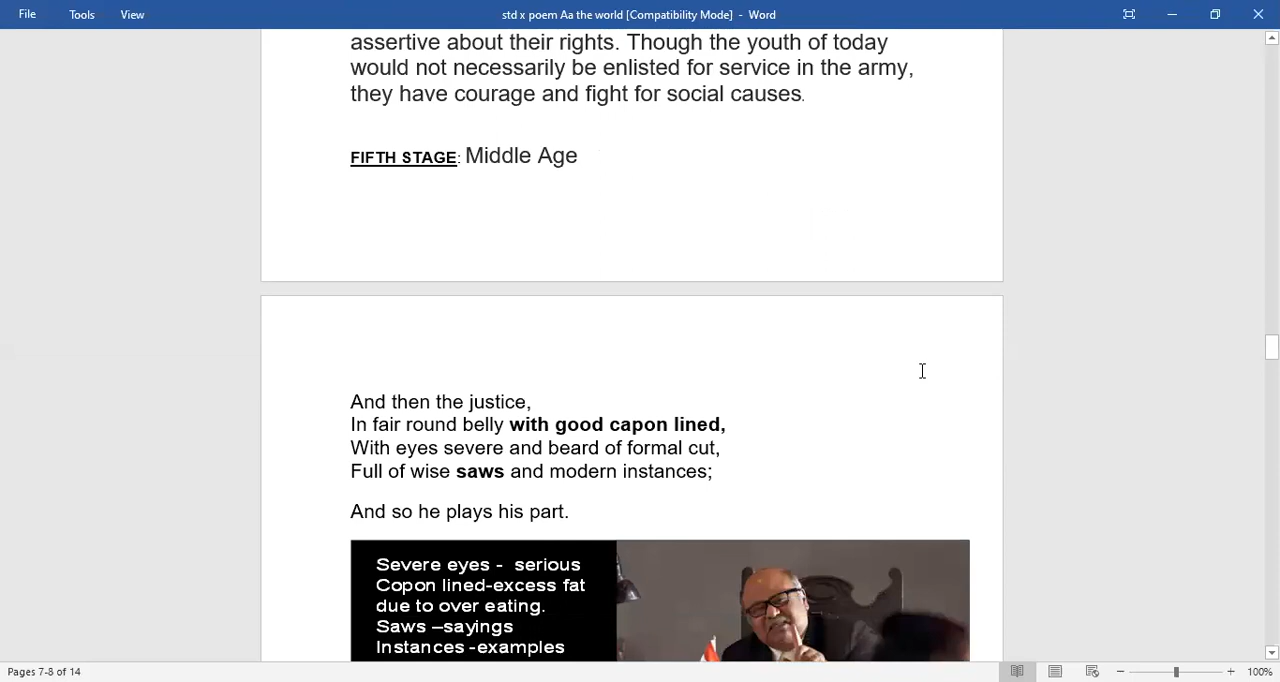 File Tools View std x poem Aa the world [Compatibility Mode] - Word
assertive about their rights. Though the youth of today
would not necessarily be enlisted for service in the army,
they have courage and fight for social causes.
FIFTH STAGE: Middle Age
And then the justice,
In fair round belly with good capon lined,
With eyes severe and beard of formal cut,
Full of wise saws and modern instances;
And so he plays his part.
Severe eyes - serious
Copon lined-excess fat
due to over eating.
Saws –sayings
Instances -examples
Pages 7-8 of 14 100%